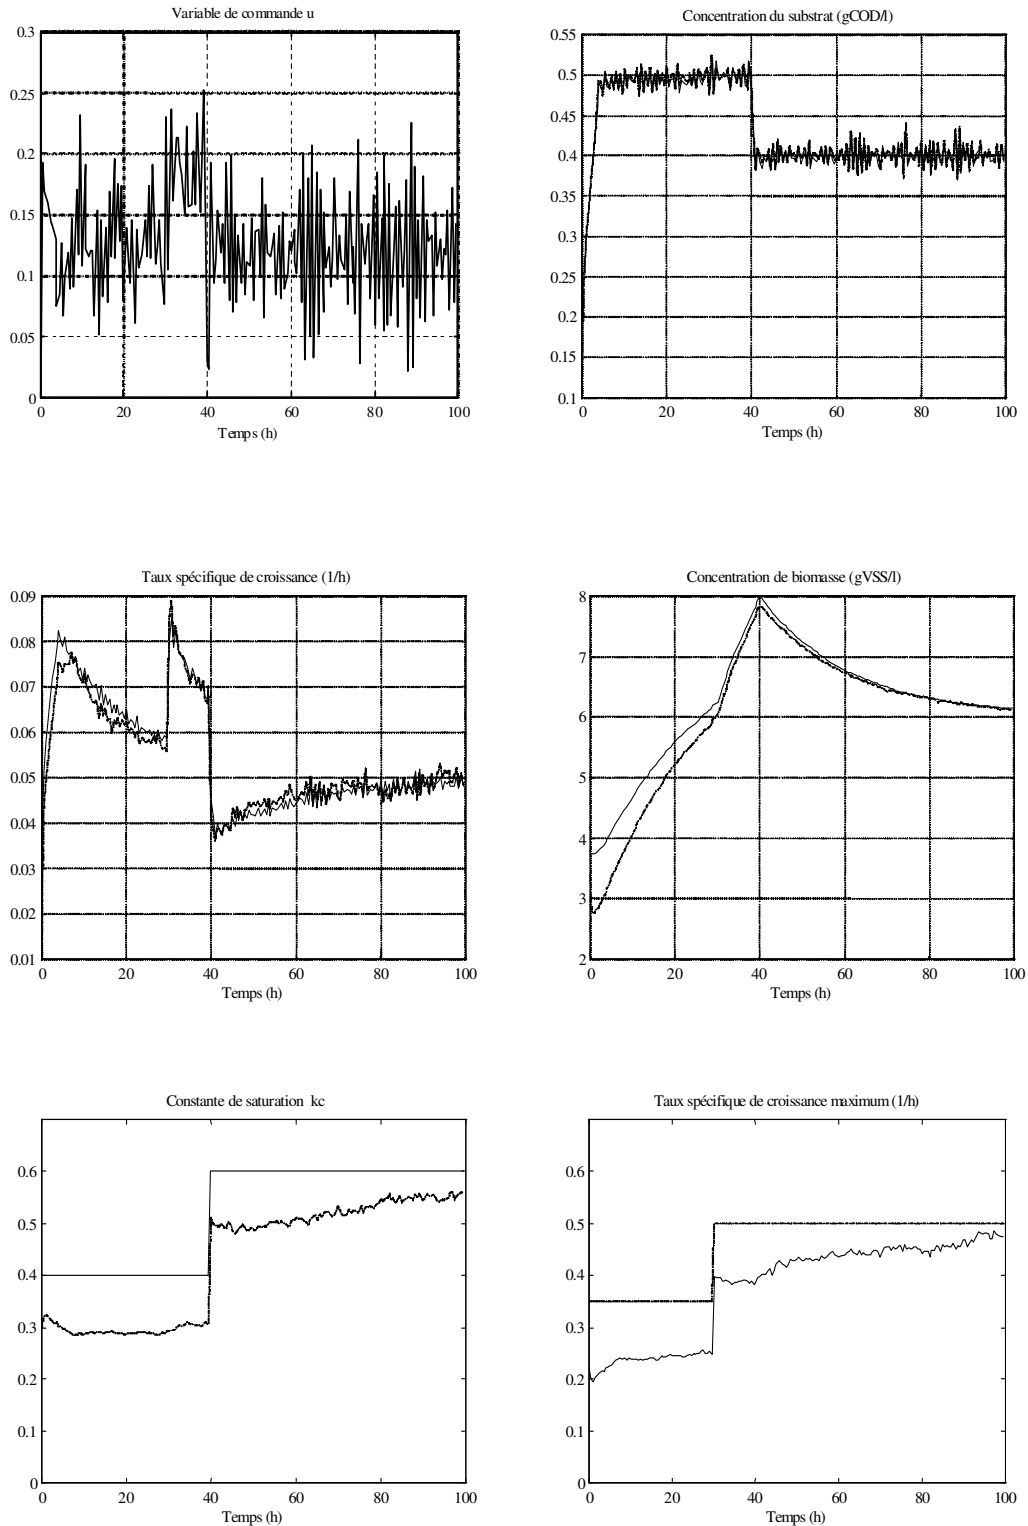 Variable de commande u
0.3
0.25
0.2
0.15
0.1
0.05
0
0 20 40 60 80 100
Temps (h)
Concentration du substrat (gCOD/l)
0.55
0.5
0.45
0.4
0.35
0.3
0.25
0.2
0.15
0.1
0 20 40 60 80 100
Temps (h)
Taux spécifique de croissance (1/h)
0.09
0.08
0.07
0.06
0.05
0.04
0.03
0.02
0.01
0 20 40 60 80 100
Temps (h)
Concentration de biomasse (gVSS/l)
8
7
6
5
4
3
2
0 20 40 60 80 100
Temps (h)
Constante de saturation kc
0.6
0.5
0.4
0.3
0.2
0.1
0
0 20 40 60 80 100
Temps (h)
Taux spécifique de croissance maximum (1/h)
0.6
0.5
0.4
0.3
0.2
0.1
0
0 20 40 60 80 100
Temps (h)